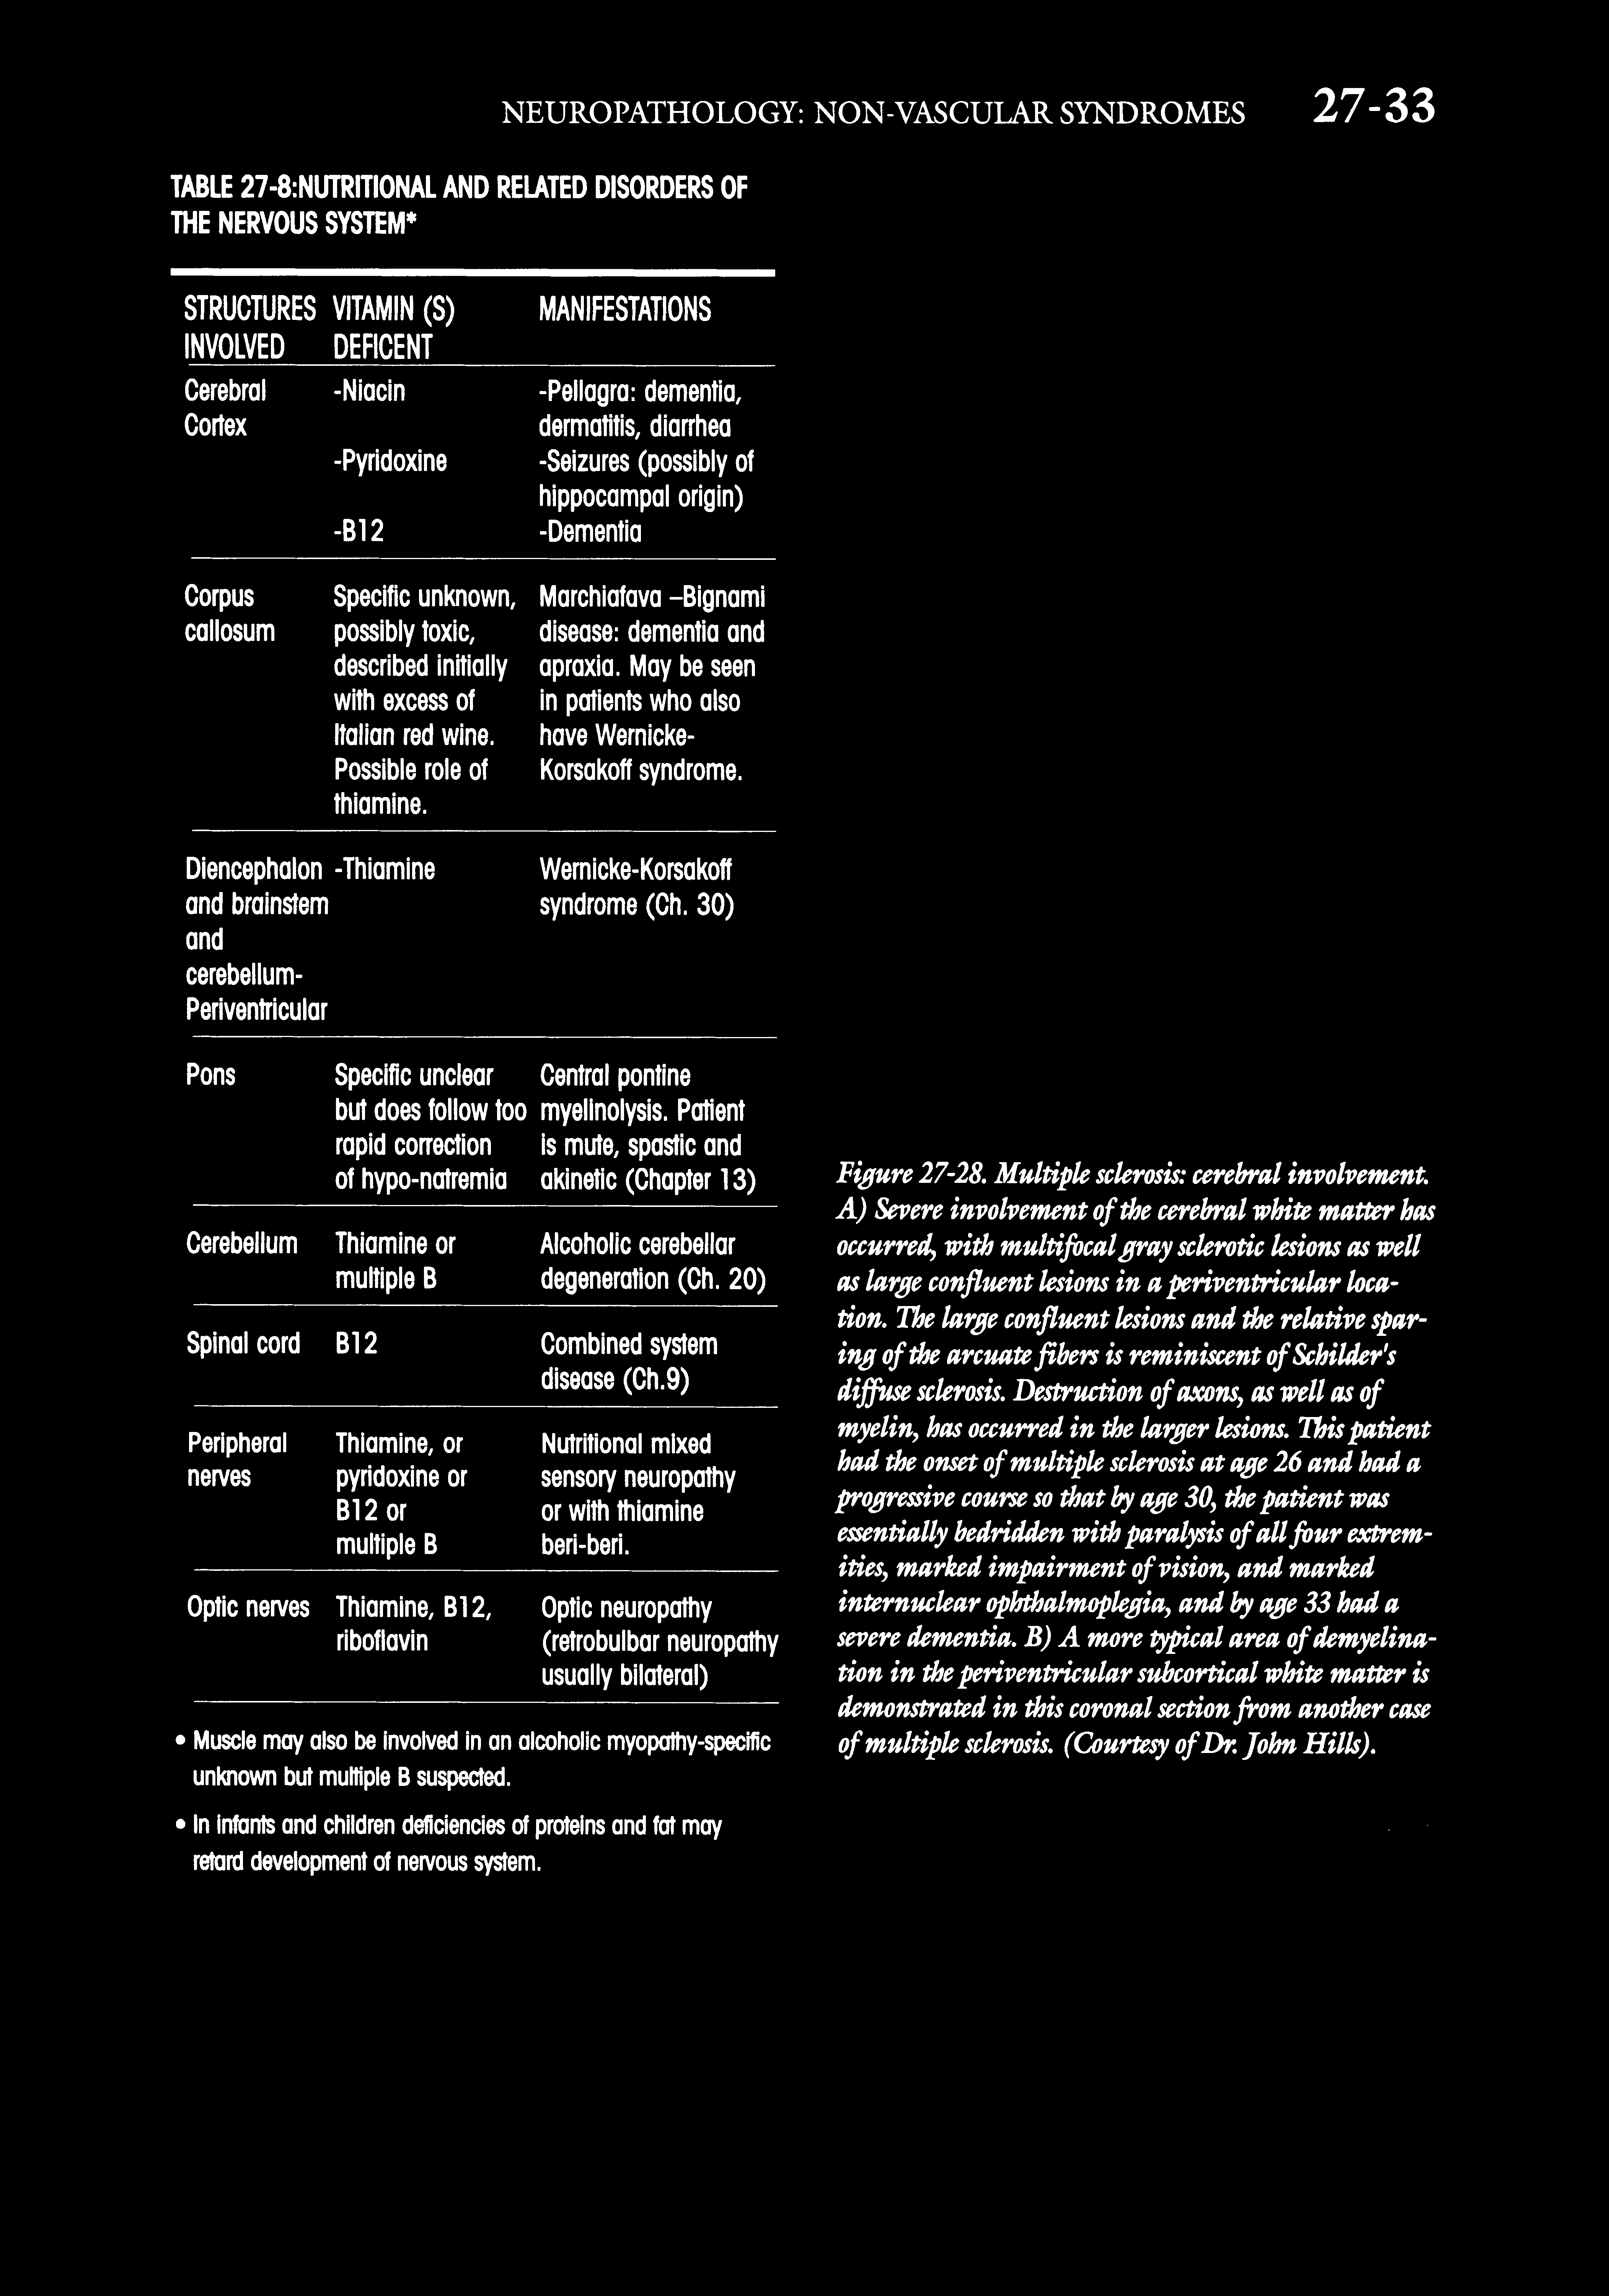 NEUROPATHOLOGY: NON-VASCULAR SYNDROMES 27-33
TABLE 27-8:NUTRITIONAL AND RELATED DISORDERS OF
THE NERVOUS SYSTEM*
STRUCTURES VITAMIN (S) MANIFESTATIONS
INVOLVED DEFICENT
Cerebral -Niacin -Pellagra: dementia,
Cortex dermatitis, diarrhea
-Pyridoxine -Seizures (possibly of
hippocampal origin)
-B12 -Dementia
Corpus Specific unknown, Marchiafava –Bignami
callosum possibly toxic, disease: dementia and
described initially apraxia. May be seen
with excess of in patients who also
Italian red wine. have Wernicke-
Possible role of Korsakoff syndrome.
thiamine.
Diencephalon -Thiamine Wernicke-Korsakoff
and brainstem syndrome (Ch. 30)
and
cerebellum-
Periventricular
Pons Specific unclear Central pontine
but does follow too myelinolysis. Patient
rapid correction is mute, spastic and
of hypo-natremia akinetic (Chapter 13)
Cerebellum Thiamine or Alcoholic cerebellar
multiple B degeneration (Ch. 20)
Spinal cord B12 Combined system
disease (Ch.9)
Peripheral Thiamine, or Nutritional mixed
nerves pyridoxine or sensory neuropathy
B12 or or with thiamine
multiple B beri-beri.
Optic nerves Thiamine, B12, Optic neuropathy
riboflavin (retrobulbar neuropathy
usually bilateral)
• Muscle may also be involved in an alcoholic myopathy-specific
unknown but multiple B suspected.
• In infants and children deficiencies of proteins and fat may
retard development of nervous system.
Figure 27-28. Multiple sclerosis: cerebral involvement.
A) Severe involvement of the cerebral white matter has
occurred, with multifocal gray sclerotic lesions as well
as large confluent lesions in a periventricular loca-
tion. The large confluent lesions and the relative spar-
ing of the arcuate fibers is reminiscent of Schilder's
diffuse sclerosis. Destruction of axons, as well as of
myelin, has occurred in the larger lesions. This patient
had the onset of multiple sclerosis at age 26 and had a
progressive course so that by age 30, the patient was
essentially bedridden with paralysis of all four extrem-
ities, marked impairment of vision, and marked
internuclear ophthalmoplegia, and by age 33 had a
severe dementia. B) A more typical area of demyelina-
tion in the periventricular subcortical white matter is
demonstrated in this coronal section from another case
of multiple sclerosis. (Courtesy of Dr. John Hills).